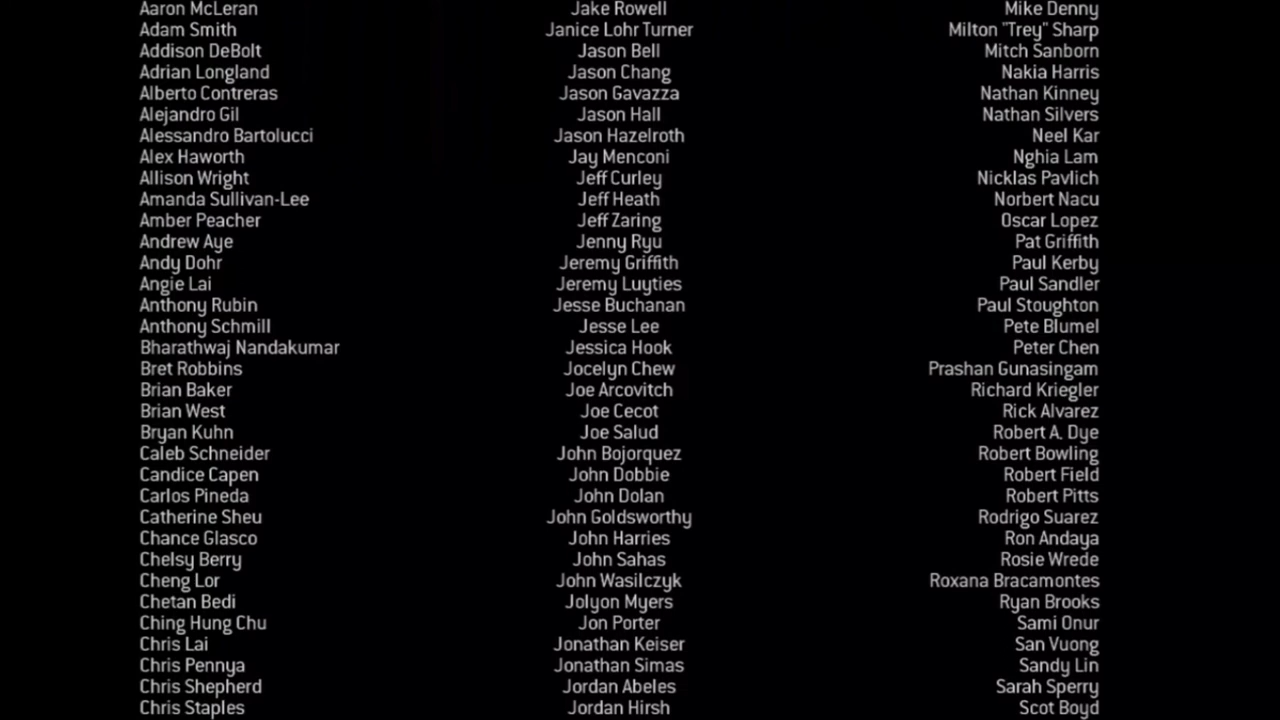 Aaron McLeran Jake Rowell Mike Denny
Adam Smith Janice Lohr Turner Milton "Trey" Sharp
Addison DeBolt Jason Bell Mitch Sanborn
Adrian Longland Jason Chang Nakia Harris
Alberto Contreras Jason Gavazza Nathan Kinney
Alejandro Gil Jason Hall Nathan Silvers
Alessandro Bartolucci Jason Hazelroth Neel Kar
Alex Haworth Jay Menconi Nghia Lam
Allison Wright Jeff Curley Nicklas Pavlich
Amanda Sullivan-Lee Jeff Heath Norbert Nacu
Amber Peacher Jeff Zaring Oscar Lopez
Andrew Aye Jenny Ryu Pat Griffith
Andy Dohr Jeremy Griffith Paul Kerby
Angie Lai Jeremy Luyties Paul Sandler
Anthony Rubin Jesse Buchanan Paul Stoughton
Anthony Schmill Jesse Lee Pete Blumel
Bharathwaj Nandakumar Jessica Hook Peter Chen
Bret Robbins Jocelyn Chew Prashan Gunasingam
Brian Baker Joe Arcovitch Richard Kriegler
Brian West Joe Cecot Rick Alvarez
Bryan Kuhn Joe Salud Robert A. Dye
Caleb Schneider John Bojorquez Robert Bowling
Candice Capen John Dobbie Robert Field
Carlos Pineda John Dolan Robert Pitts
Catherine Sheu John Goldsworthy Rodrigo Suarez
Chance Glasco John Harries Ron Andaya
Chelsy Berry John Sahas Rosie Wrede
Cheng Lor John Wasilczyk Roxana Bracamontes
Chetan Bedi Jolyon Myers Ryan Brooks
Ching Hung Chu Jon Porter Sami Onur
Chris Lai Jonathan Keiser San Vuong
Chris Pennya Jonathan Simas Sandy Lin
Chris Shepherd Jordan Abeles Sarah Sperry
Chris Staples Jordan Hirsh Scot Boyd